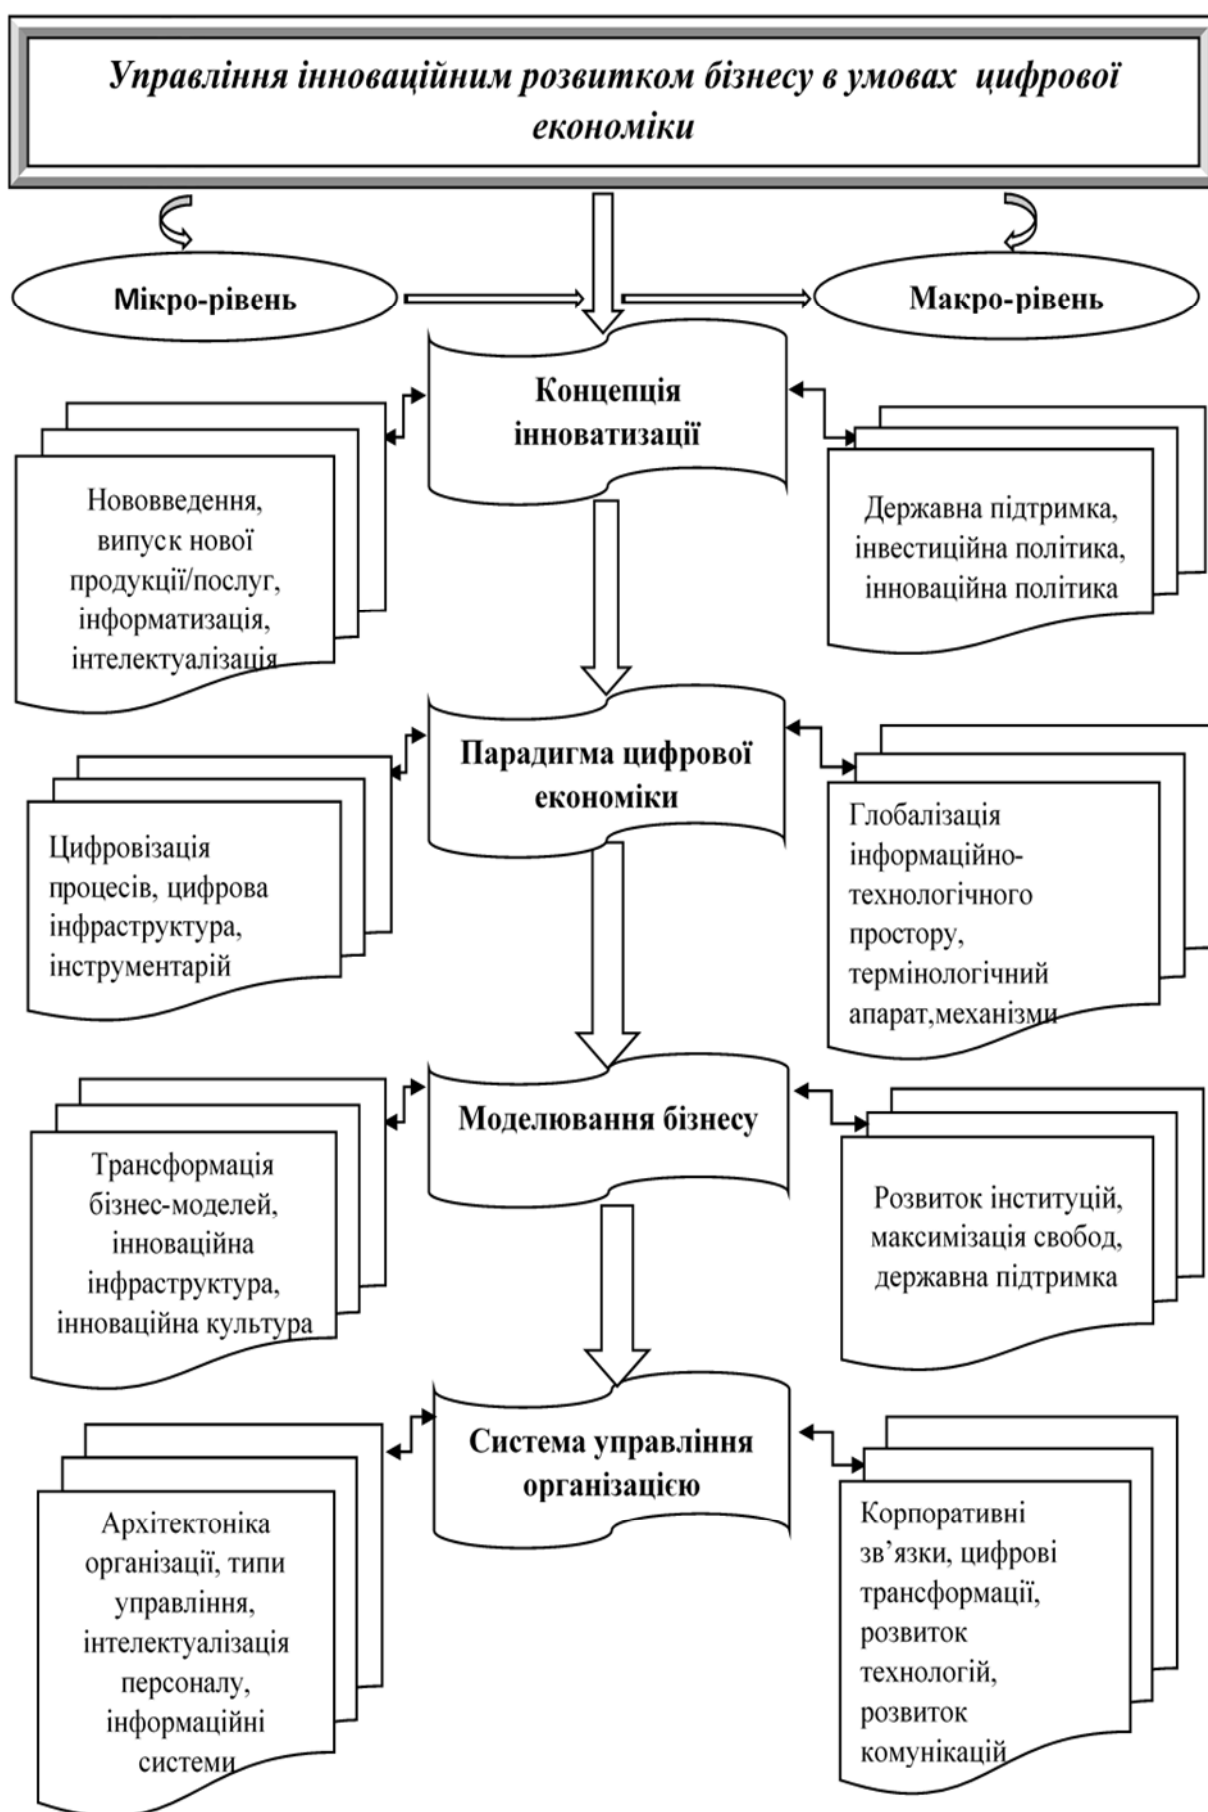 Управління інноваційним розвитком бізнесу в умовах цифрової
економіки
Мікро-рівень
Макро-рівень
Концепція
інноватизації
Нововведення,
випуск нової
продукції/послуг,
інформатизація,
інтелектуалізація
Державна підтримка,
інвестиційна політика,
інноваційна політика
Парадигма цифрової
економіки
Цифровізація
процесів, цифрова
інфраструктура,
інструментарій
Глобалізація
інформаційно-
технологічного
простору,
термінологічний
апарат,механізми
Моделювання бізнесу
Трансформація
бізнес-моделей,
інноваційна
інфраструктура,
інноваційна культура
Розвиток інституцій,
максимізація свобод,
державна підтримка
Система управління
організацією
Архітектоніка
організації, типи
управління,
інтелектуалізація
персоналу,
інформаційні
системи
Корпоративні
зв’язки, цифрові
трансформації,
розвиток
технологій,
розвиток
комунікацій